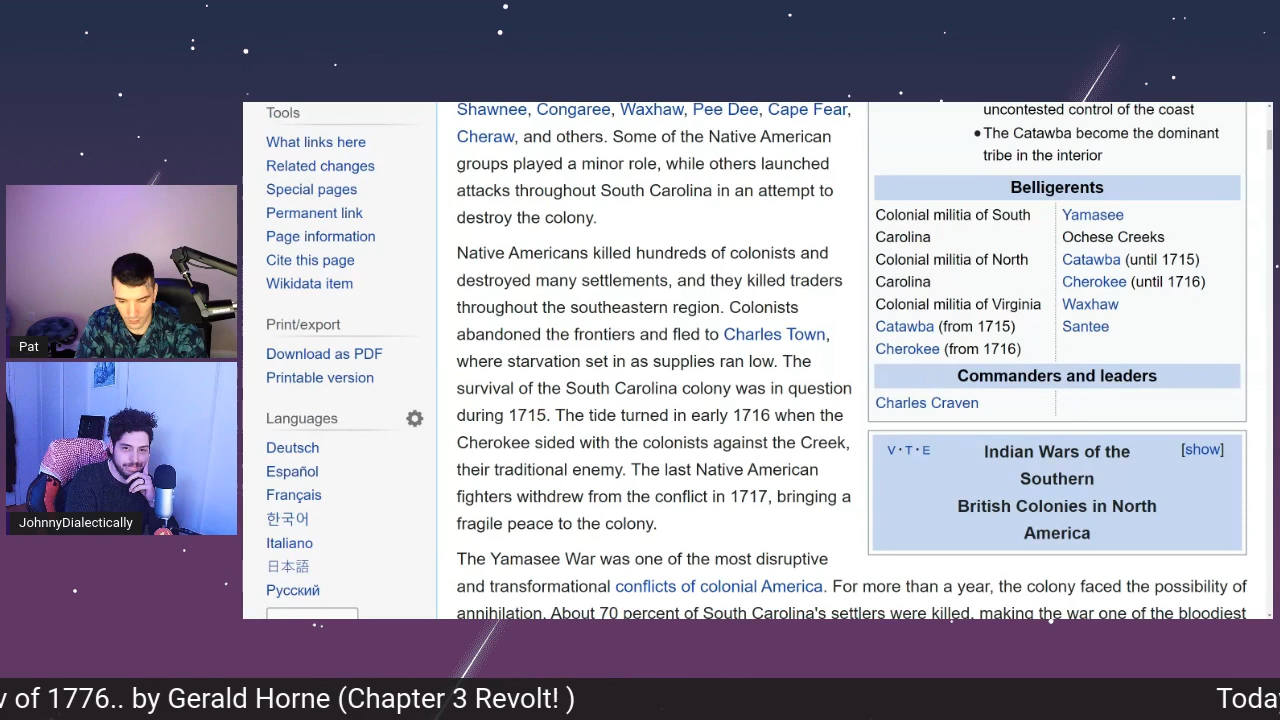 Tools
What links here
Related changes
Special pages
Permanent link
Page information
Cite this page
Wikidata item
Print/export
Download as PDF
Printable version
Languages
Deutsch
Español
Français
한국어
Italiano
日本語
Русский
Shawnee, Congaree, Waxhaw, Pee Dee, Cape Fear,
Cheraw, and others. Some of the Native American
groups played a minor role, while others launched
attacks throughout South Carolina in an attempt to
destroy the colony.
Native Americans killed hundreds of colonists and
destroyed many settlements, and they killed traders
throughout the southeastern region. Colonists
abandoned the frontiers and fled to Charles Town,
where starvation set in as supplies ran low. The
survival of the South Carolina colony was in question
during 1715. The tide turned in early 1716 when the
Cherokee sided with the colonists against the Creek,
their traditional enemy. The last Native American
fighters withdrew from the conflict in 1717, bringing a
fragile peace to the colony.
The Yamasee War was one of the most disruptive
and transformational conflicts of colonial America. For more than a year, the colony faced the possibility of
annihilation. About 70 percent of South Carolina's settlers were killed, making the war one of the bloodiest
uncontested control of the coast
• The Catawba become the dominant
tribe in the interior
Belligerents
Colonial militia of South
Carolina
Colonial militia of North
Carolina
Colonial militia of Virginia
Catawba (from 1715)
Cherokee (from 1716)
Yamasee
Ochese Creeks
Catawba (until 1715)
Cherokee (until 1716)
Waxhaw
Santee
Commanders and leaders
Charles Craven
V·T·E
Indian Wars of the
Southern
British Colonies in North
America
[show]
Pat
JohnnyDialectically
of 1776.. by Gerald Horne (Chapter 3 Revolt! )
Toda